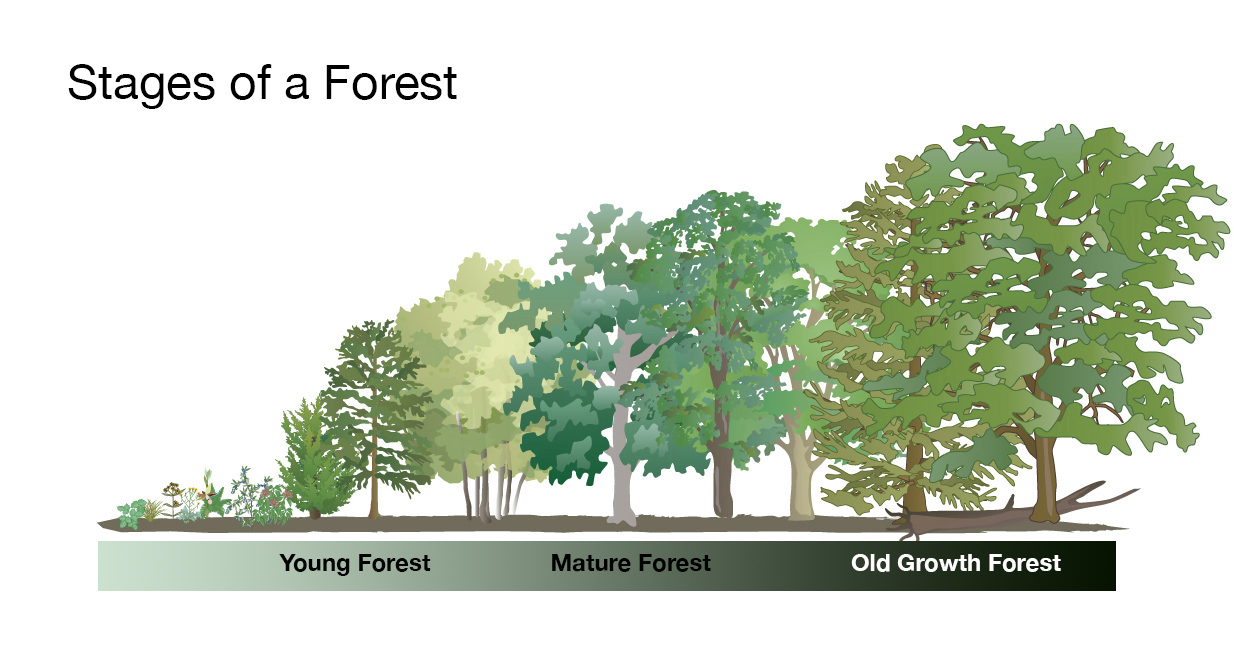 Stages of a Forest
Young Forest
Mature Forest
Old Growth Forest